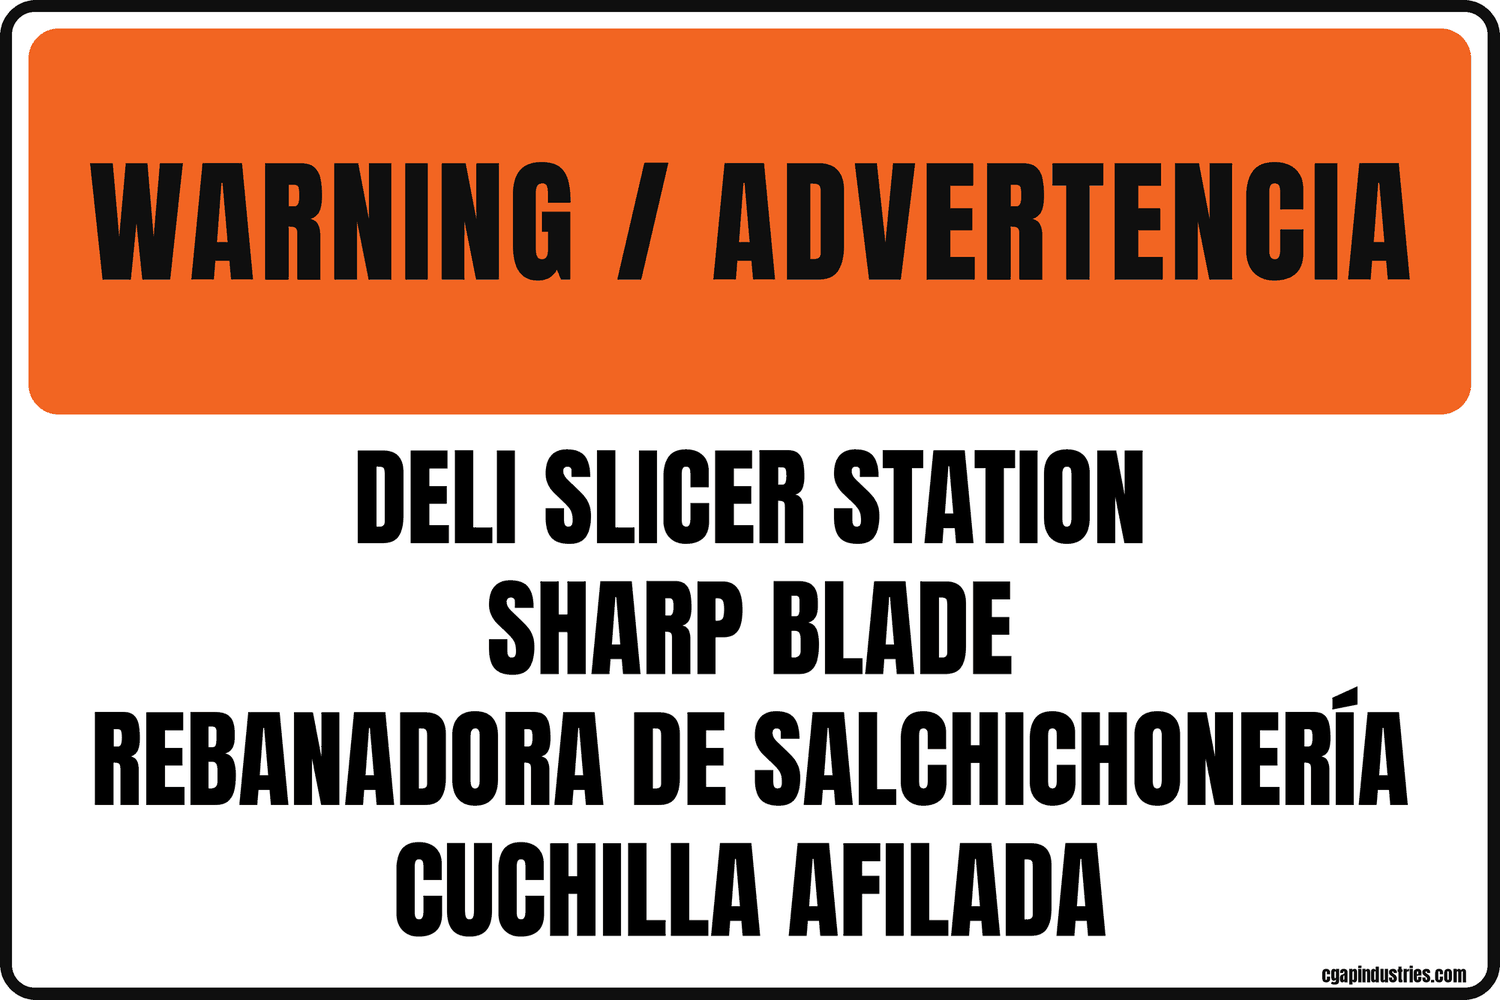 WARNING / ADVERTENCIA
DELI SLICER STATION
SHARP BLADE
REBANADORA DE SALCHICHONERÍA
CUCHILLA AFILADA
cgapindustries.com